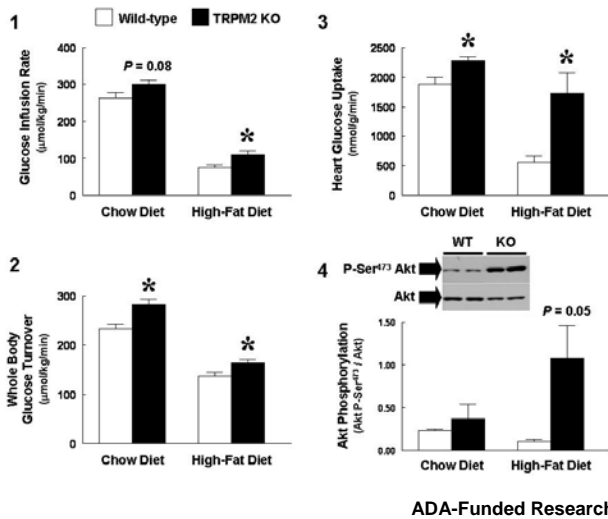 Wild-type TRPM2 KO
1
Glucose Infusion Rate
(µmol/kg/min)
400
300
200
100
0
P = 0.08
*
Chow Diet High-Fat Diet
2
Whole Body
Glucose Turnover
(µmol/kg/min)
300
150
0
*
*
Chow Diet High-Fat Diet
3
Heart Glucose Uptake
(nmol/g/min)
2500
2000
1500
1000
500
0
*
*
Chow Diet High-Fat Diet
4
WT KO
P-Ser473 Akt
Akt
P = 0.05
Akt Phosphorylation
(Akt P-Ser473 / Akt)
1.50
1.00
0.50
0.00
Chow Diet High-Fat Diet
ADA-Funded Research